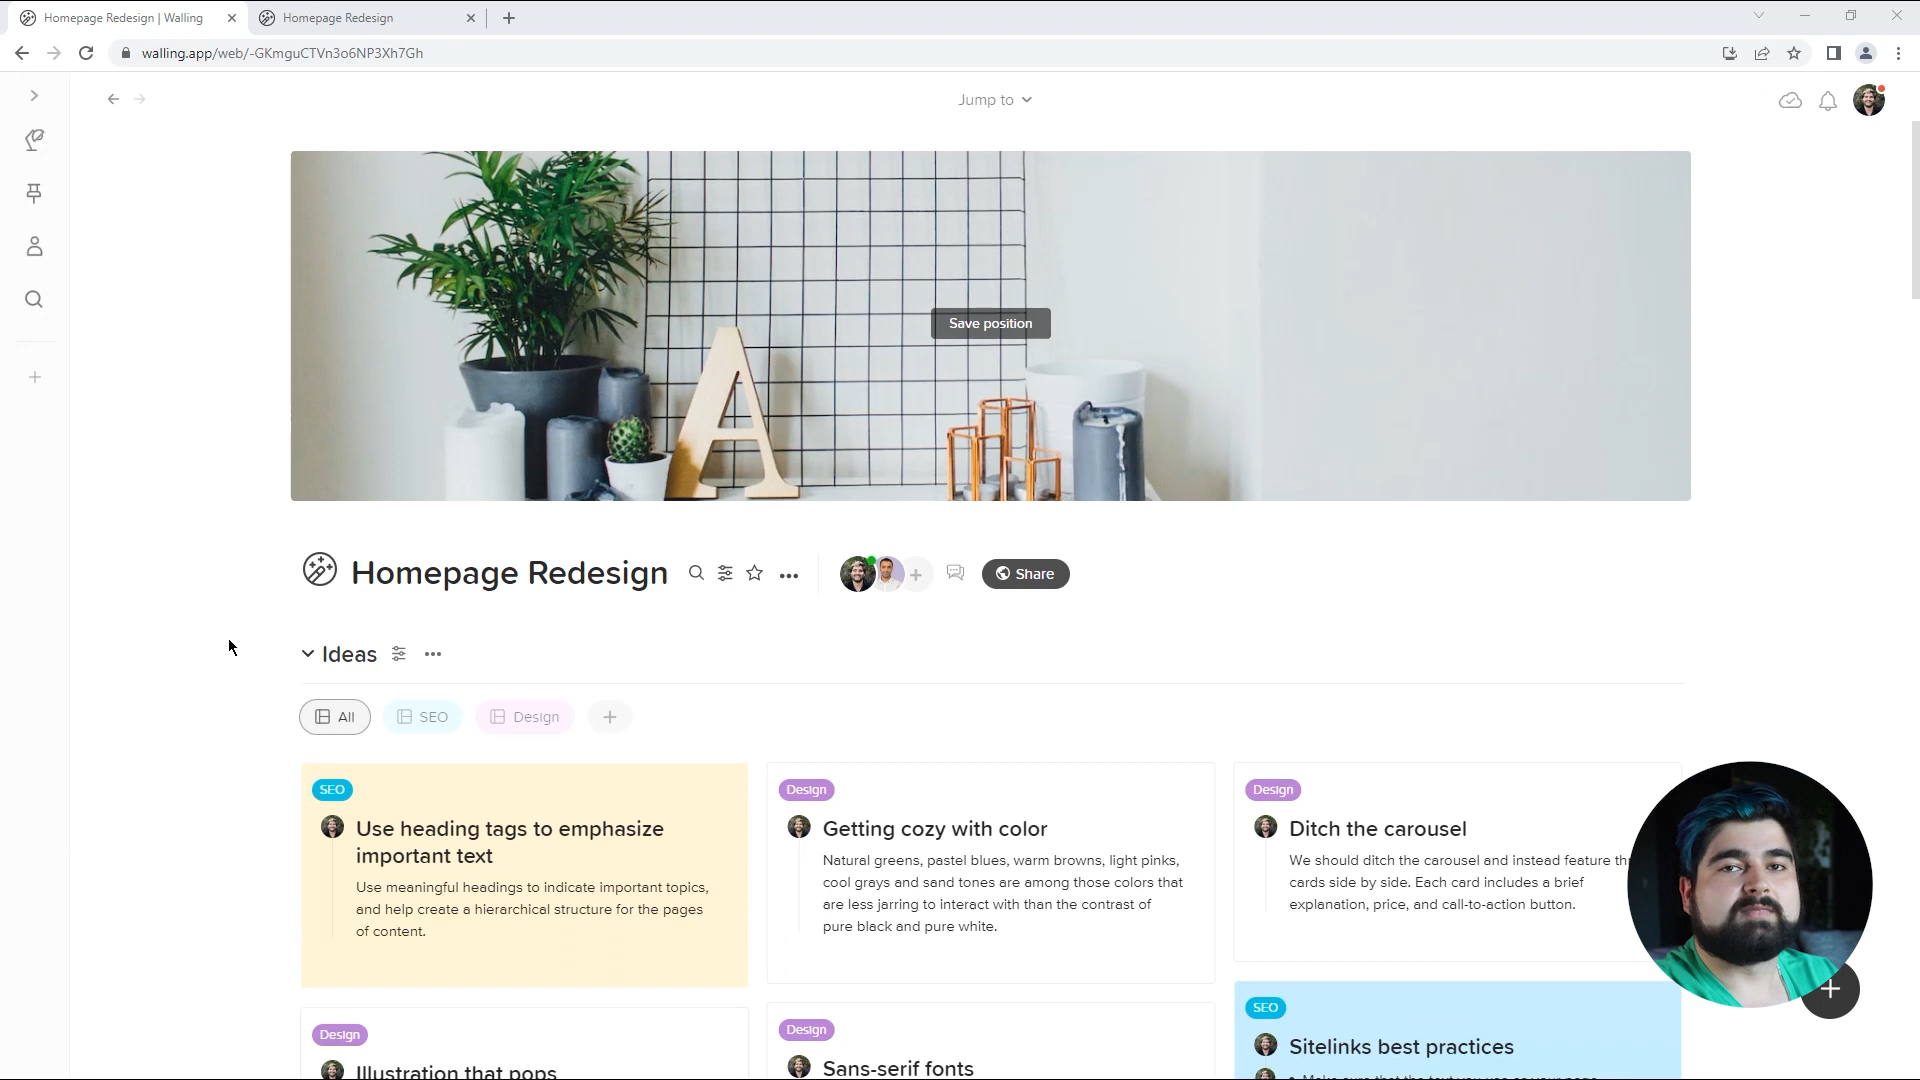 Homepage Redesign | Walling
Homepage Redesign
walling.app/web/-GKmguCTVn3o6NP3Xh7Gh
Jump to
Save position
Homepage Redesign
Share
Ideas
All
SEO
Design
SEO
Use heading tags to emphasize
important text
Use meaningful headings to indicate important topics,
and help create a hierarchical structure for the pages
of content.
Design
Getting cozy with color
Natural greens, pastel blues, warm browns, light pinks,
cool grays and sand tones are among those colors that
are less jarring to interact with than the contrast of
pure black and pure white.
Design
Ditch the carousel
We should ditch the carousel and instead feature
cards side by side. Each card includes a brief
explanation, price, and call-to-action button.
Design
Illustration that pops
Design
Sans-serif fonts
SEO
Sitelinks best practices